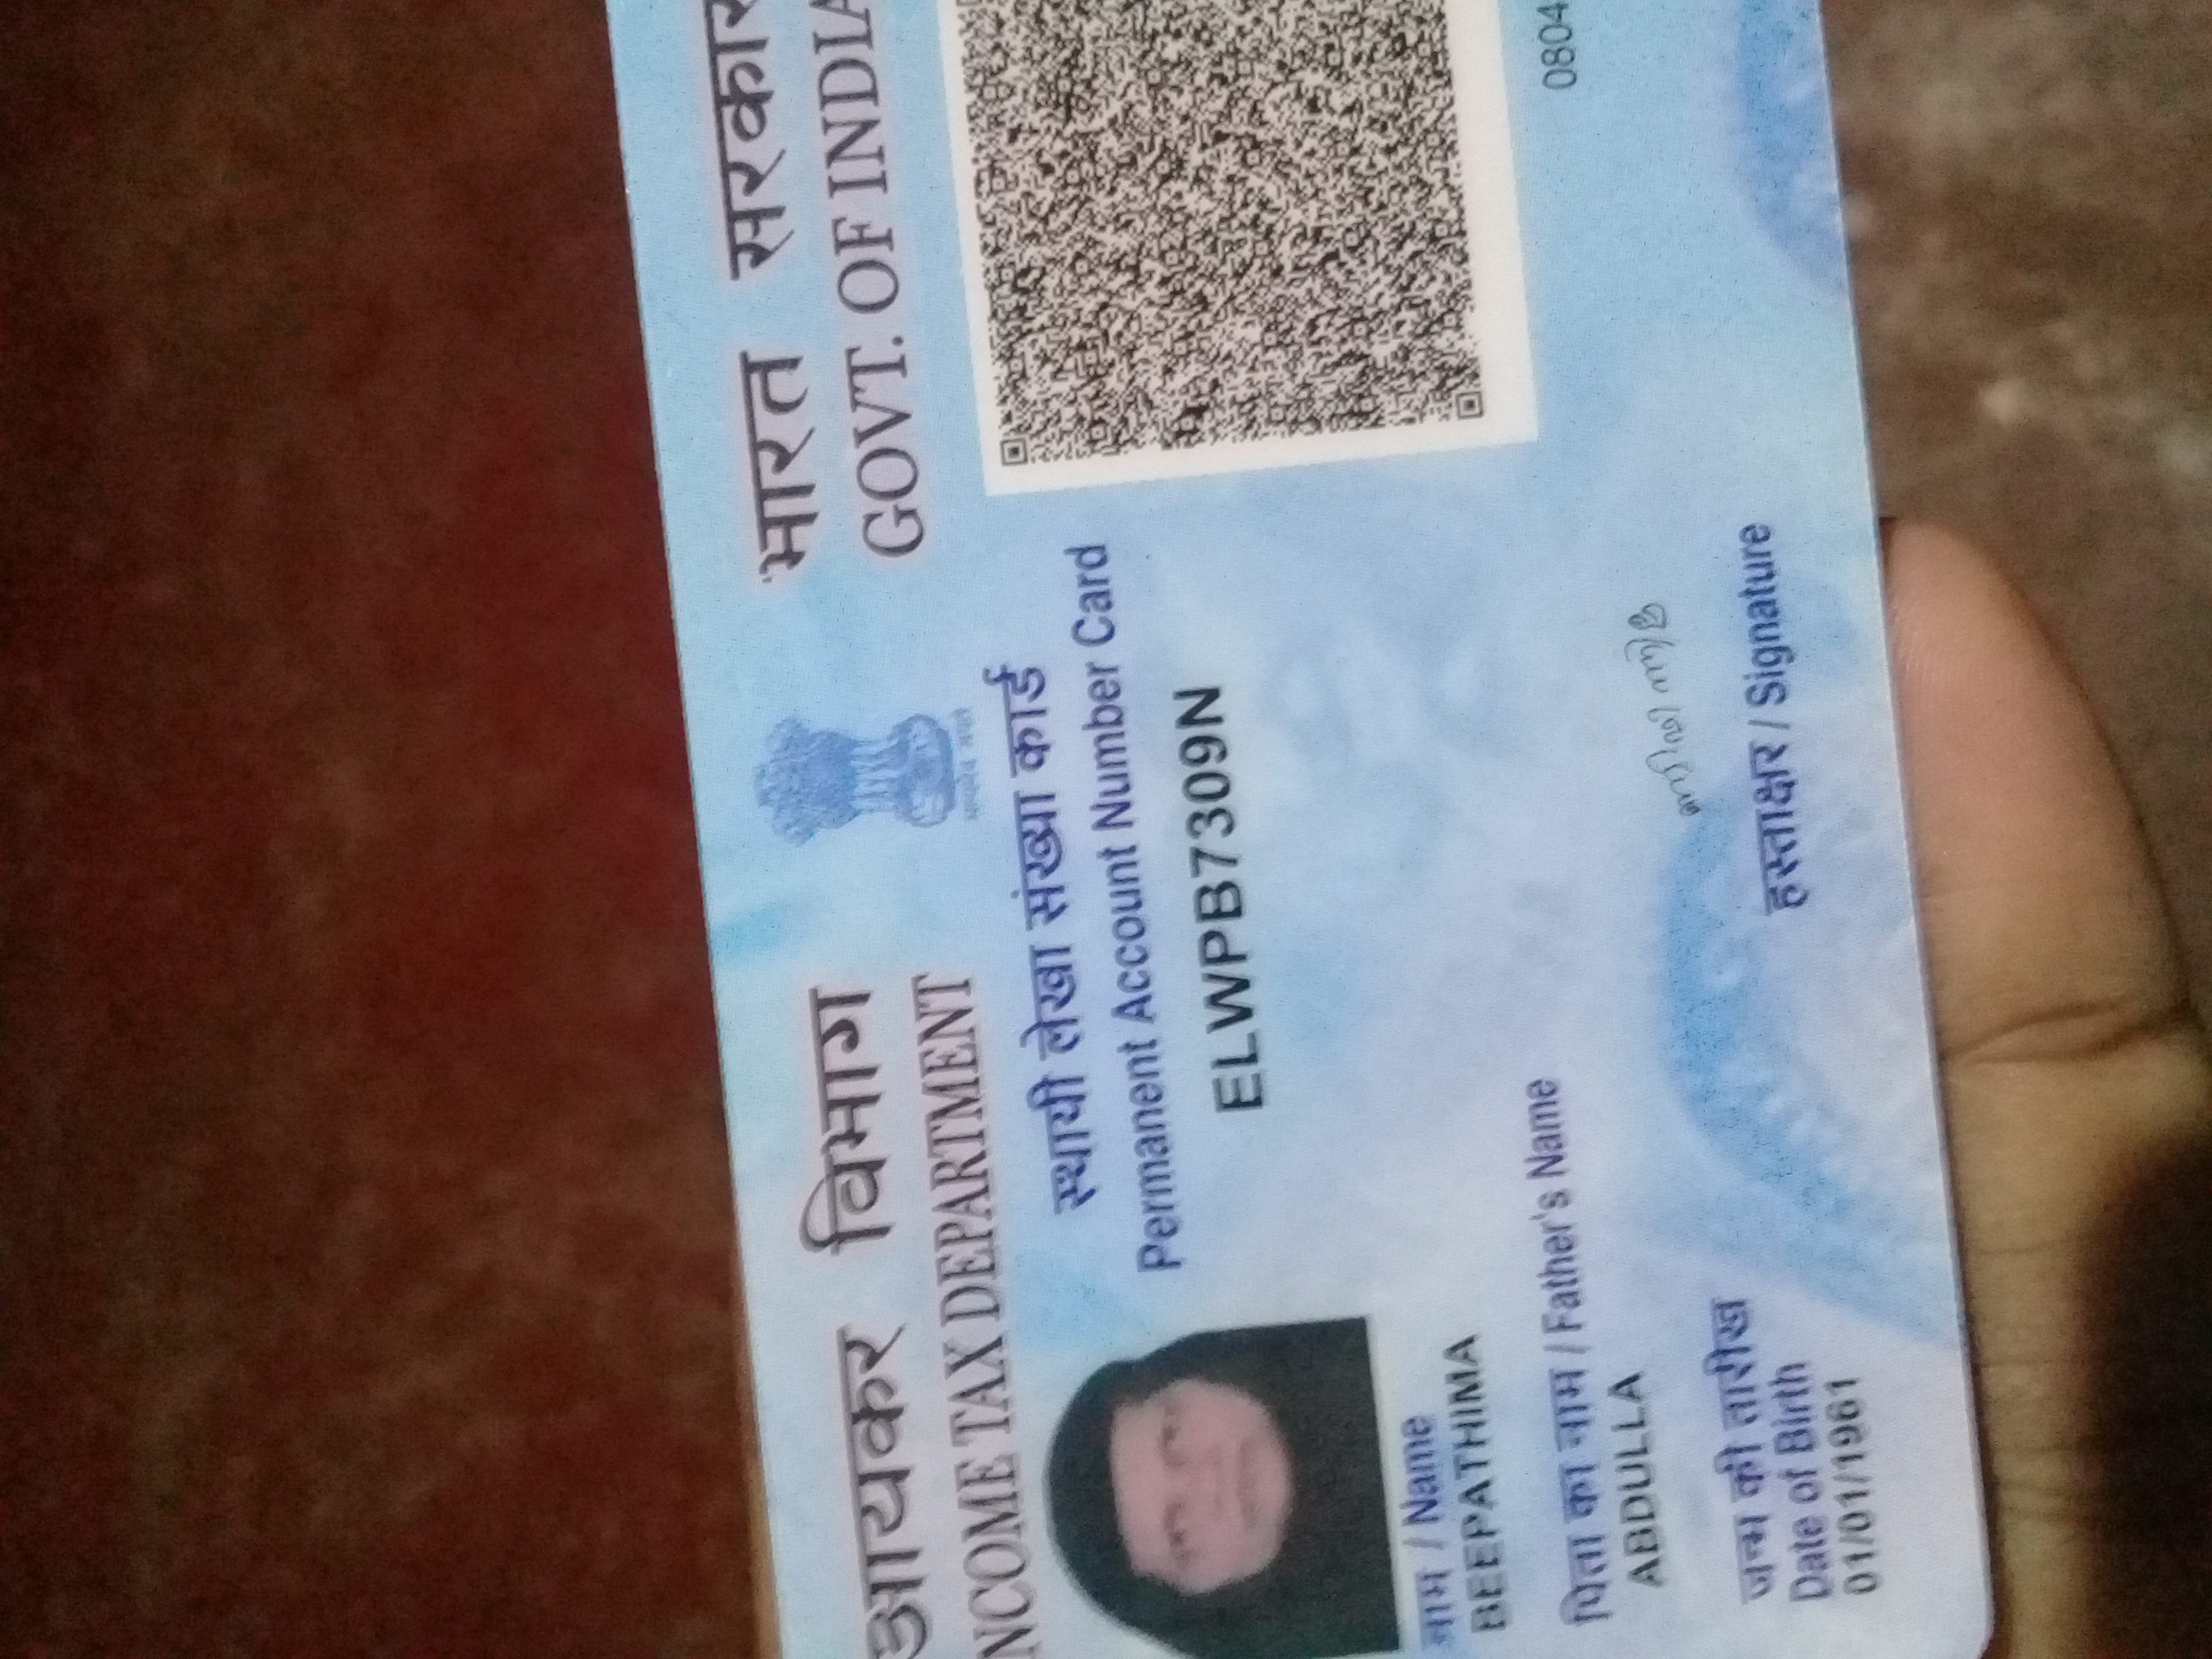 आयकर विभाग
NCOME TAX DEPARTMENT
भारत सरकार
GOVT. OF INDIA
सत्यमेव जयते
स्थायी लेखा संख्या कार्ड
Permanent Account Number Card
ELWPB7309N
नाम / Name
BEEPATHIMA
पिता का नाम / Father's Name
ABDULLA
0804
जन्म की तारीख
Date of Birth
01/01/1961
हस्ताक्षर / Signature